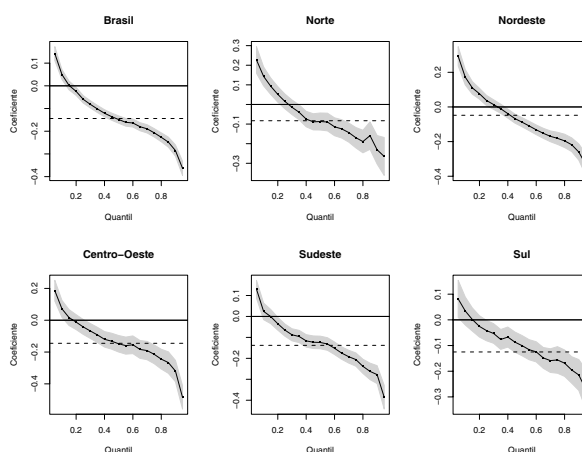 Brasil
Norte
Nordeste
Coeficiente
0.1
0.0
−0.2
−0.4
0.2 0.4 0.6 0.8
Quantil
Coeficiente
0.3
0.1
−0.1
−0.3
0.2 0.4 0.6 0.8
Quantil
Coeficiente
0.2
0.0
−0.2
−0.4
0.2 0.4 0.6 0.8
Quantil
Centro−Oeste
Sudeste
Sul
Coeficiente
0.2
0.0
−0.2
−0.4
0.2 0.4 0.6 0.8
Quantil
Coeficiente
0.1
0.0
−0.2
−0.4
0.2 0.4 0.6 0.8
Quantil
Coeficiente
0.1
0.0
−0.1
−0.2
−0.3
0.2 0.4 0.6 0.8
Quantil